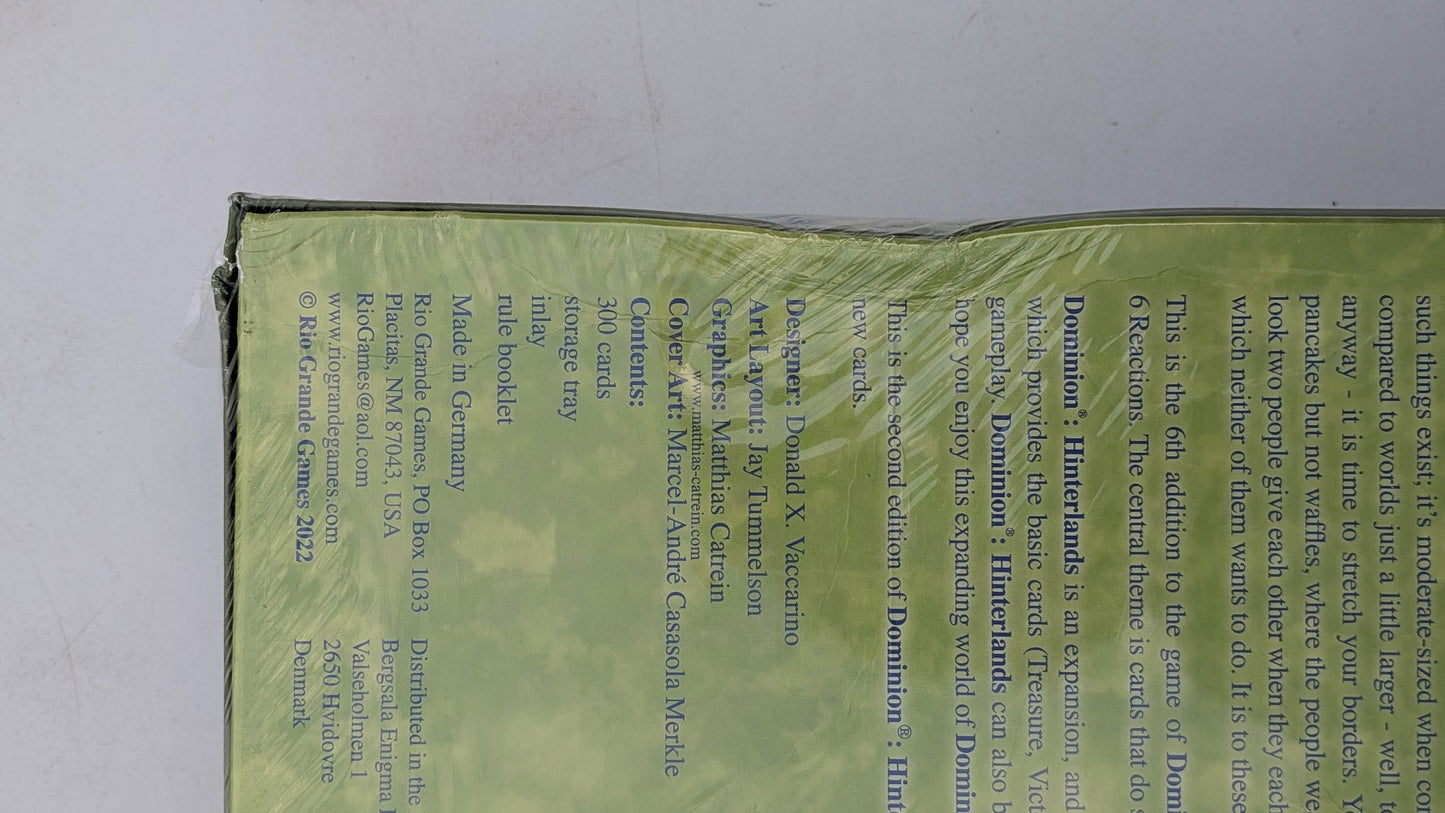 such things exist; it's moderate-sized when
compared to worlds just a little larger - well,
anyway - it is time to stretch your borders.
pancakes but not waffles, where the people
look two people give each other when they each
which neither of them wants to do. It is to these
This is the 6th addition to the game of
6 Reactions. The central theme is cards that do
Dominion®: Hinterlands is an expansion, and
which provides the basic cards (Treasure,
gameplay. Dominion®: Hinterlands can also
hope you enjoy this expanding world of
This is the second edition of Dominion®:
new cards.
Designer: Donald X. Vaccarino
Art Layout: Jay Tummelson
Graphics: Matthias Catrein
www.matthias-catrein.com
Cover Art: Marcel-André Casasola Merkle
Contents:
300 cards
storage tray
inlay
rule booklet
Made in Germany
Rio Grande Games, PO Box 1033
Placitas, NM 87043, USA
RioGames@aol.com
www.riograndegames.com
© Rio Grande Games 2022
Distributed in the
Bergsala Enigma
Valseholmen 1
2650 Hvidovre
Denmark